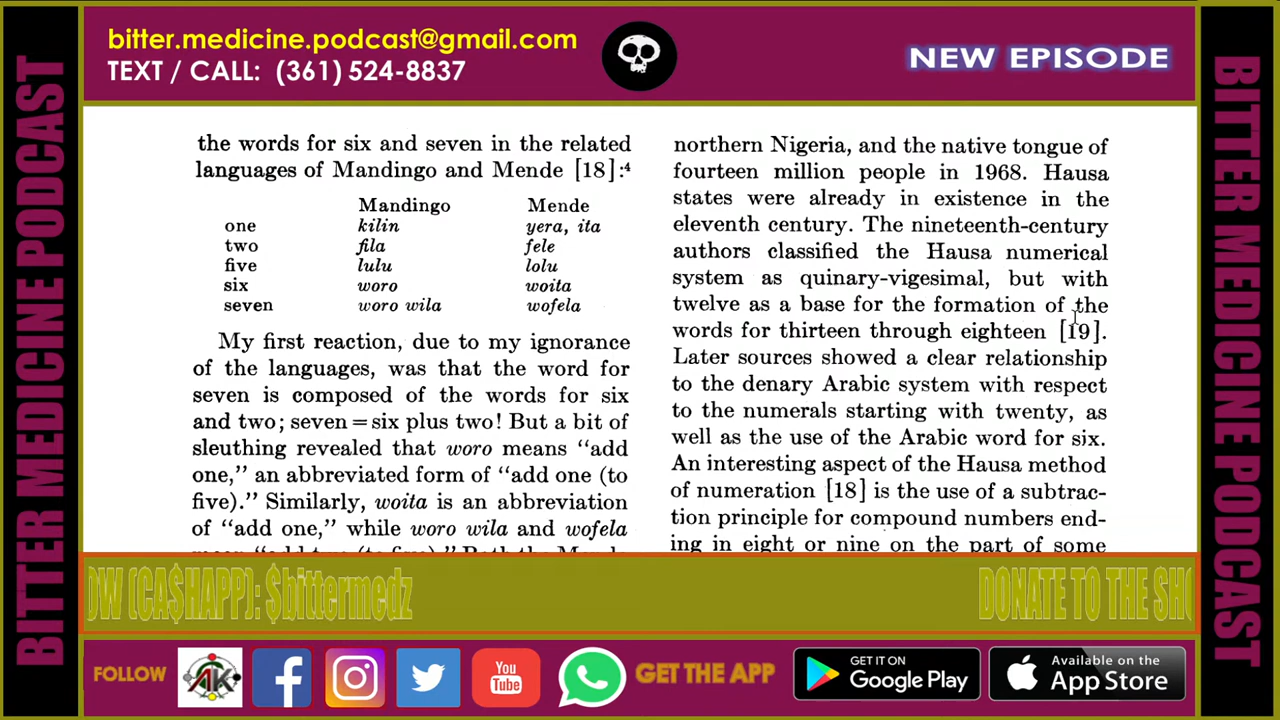 bitter.medicine.podcast@gmail.com
TEXT / CALL: (361) 524-8837
NEW EPISODE
BITTER MEDICINE PODCAST
the words for six and seven in the related
languages of Mandingo and Mende [18]:⁴
Mandingo Mende
one kilin yera, ita
two fila fele
five lulu lolu
six woro woita
seven woro wila wofela
My first reaction, due to my ignorance
of the languages, was that the word for
seven is composed of the words for six
and two; seven = six plus two! But a bit of
sleuthing revealed that woro means “add
one,” an abbreviated form of “add one (to
five).” Similarly, woita is an abbreviation
of “add one,” while woro wila and wofela
mean “add two (to five).” Both the Mende
northern Nigeria, and the native tongue of
fourteen million people in 1968. Hausa
states were already in existence in the
eleventh century. The nineteenth-century
authors classified the Hausa numerical
system as quinary-vigesimal, but with
twelve as a base for the formation of the
words for thirteen through eighteen [19].
Later sources showed a clear relationship
to the denary Arabic system with respect
to the numerals starting with twenty, as
well as the use of the Arabic word for six.
An interesting aspect of the Hausa method
of numeration [18] is the use of a subtrac-
tion principle for compound numbers end-
ing in eight or nine on the part of some
BITTER MEDICINE PODCAST
OW (CA$HAPP): $bittermedz
DONATE TO THE SHO
FOLLOW
You
Tube
GET THE APP
GET IT ON
Google Play
Available on the
App Store